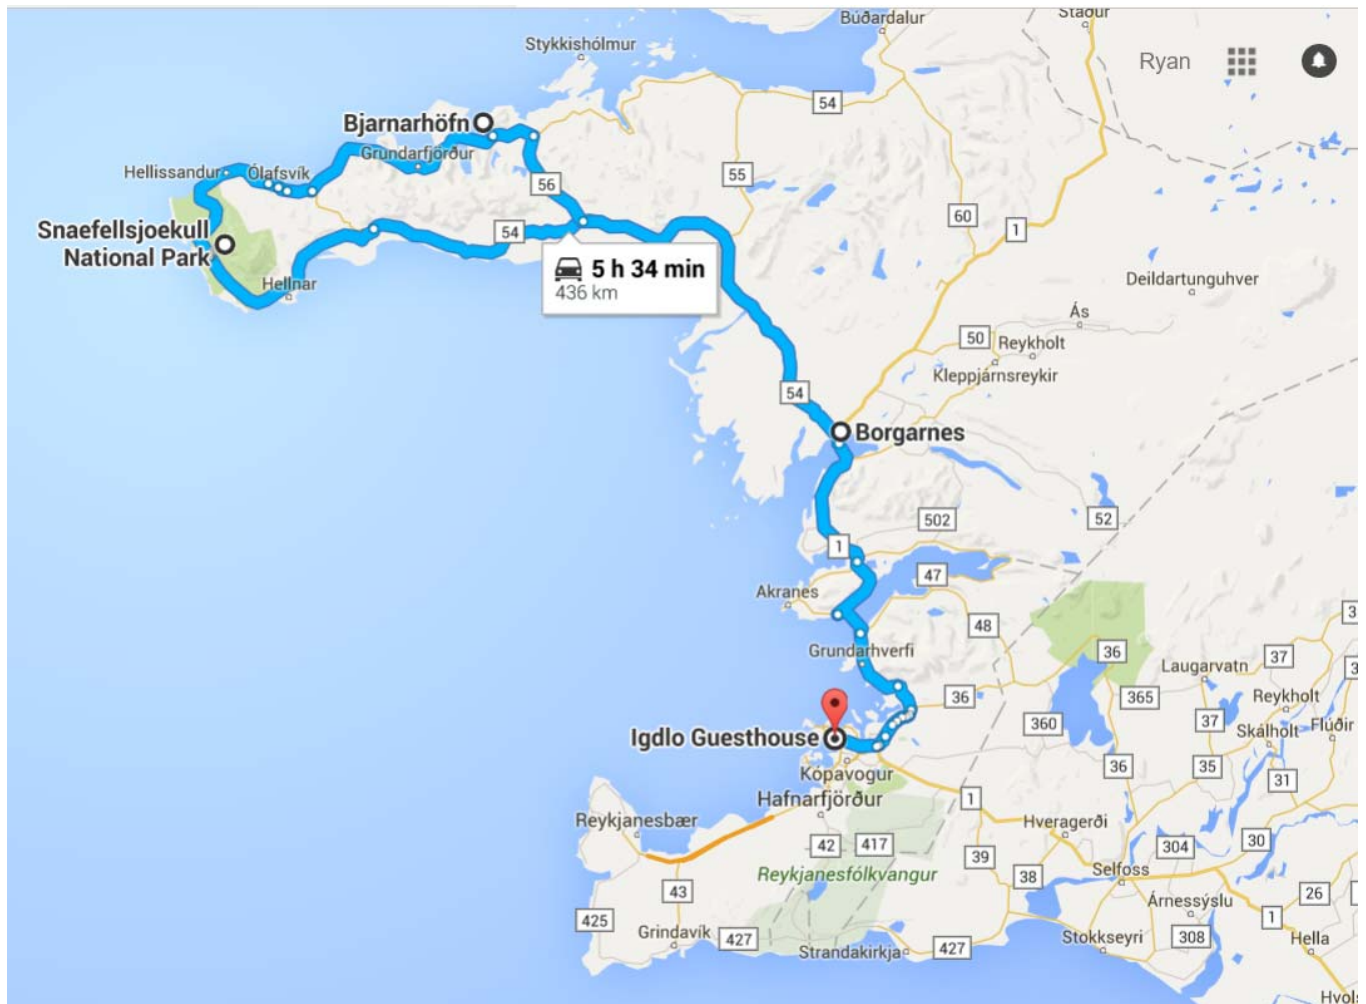 Búðardalur
Staður
Ryan
Stykkishólmur
54
Bjarnarhöfn
Grundarfjörður
Hellissandur
Ólafsvík
55
56
60
1
Snaefellsjoekull
National Park
54
5 h 34 min
436 km
Hellnar
Deildartunguhver
Ás
50
Reykholt
Kleppjárnsreykir
54
Borgarnes
502
52
1
47
Akranes
48
Grundarhverfi
36
37
Laugarvatn
36
365
Reykholt
360
37
Skálholt
Flúðir
Igdlo Guesthouse
Kópavogur
36
35
31
Hafnarfjörður
1
Reykjanesbær
Hveragerði
42
417
39
304
30
Reykjanesfólkvangur
38
Selfoss
43
26
Árnessýslu
425
1
Grindavík
427
Strandakirkja
427
Stokkseyri
308
Hella